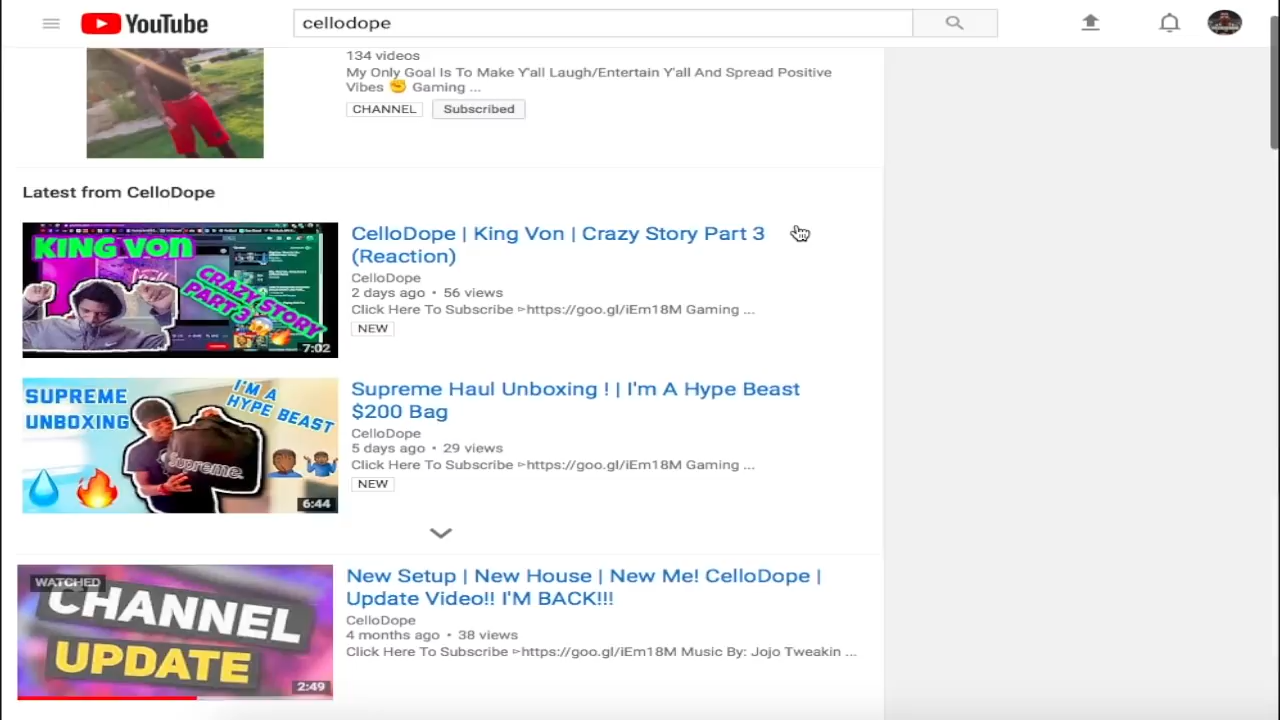 YouTube
cellodope
134 videos
My Only Goal Is To Make Y'all Laugh/Entertain Y'all And Spread Positive
Vibes ✊ Gaming ...
CHANNEL
Subscribed
Latest from CelloDope
KING VON
CRAZY STORY
PART 3
7:02
CelloDope | King Von | Crazy Story Part 3
(Reaction)
CelloDope
2 days ago • 56 views
Click Here To Subscribe ▻https://goo.gl/iEm18M Gaming ...
NEW
SUPREME
UNBOXING
I'M A
HYPE BEAST
Supreme
6:44
Supreme Haul Unboxing ! | I'm A Hype Beast
$200 Bag
CelloDope
5 days ago • 29 views
Click Here To Subscribe ▻https://goo.gl/iEm18M Gaming ...
NEW
WATCHED
CHANNEL
UPDATE
2:49
New Setup | New House | New Me! CelloDope |
Update Video!! I'M BACK!!!
CelloDope
4 months ago • 38 views
Click Here To Subscribe ▻https://goo.gl/iEm18M Music By: Jojo Tweakin ...